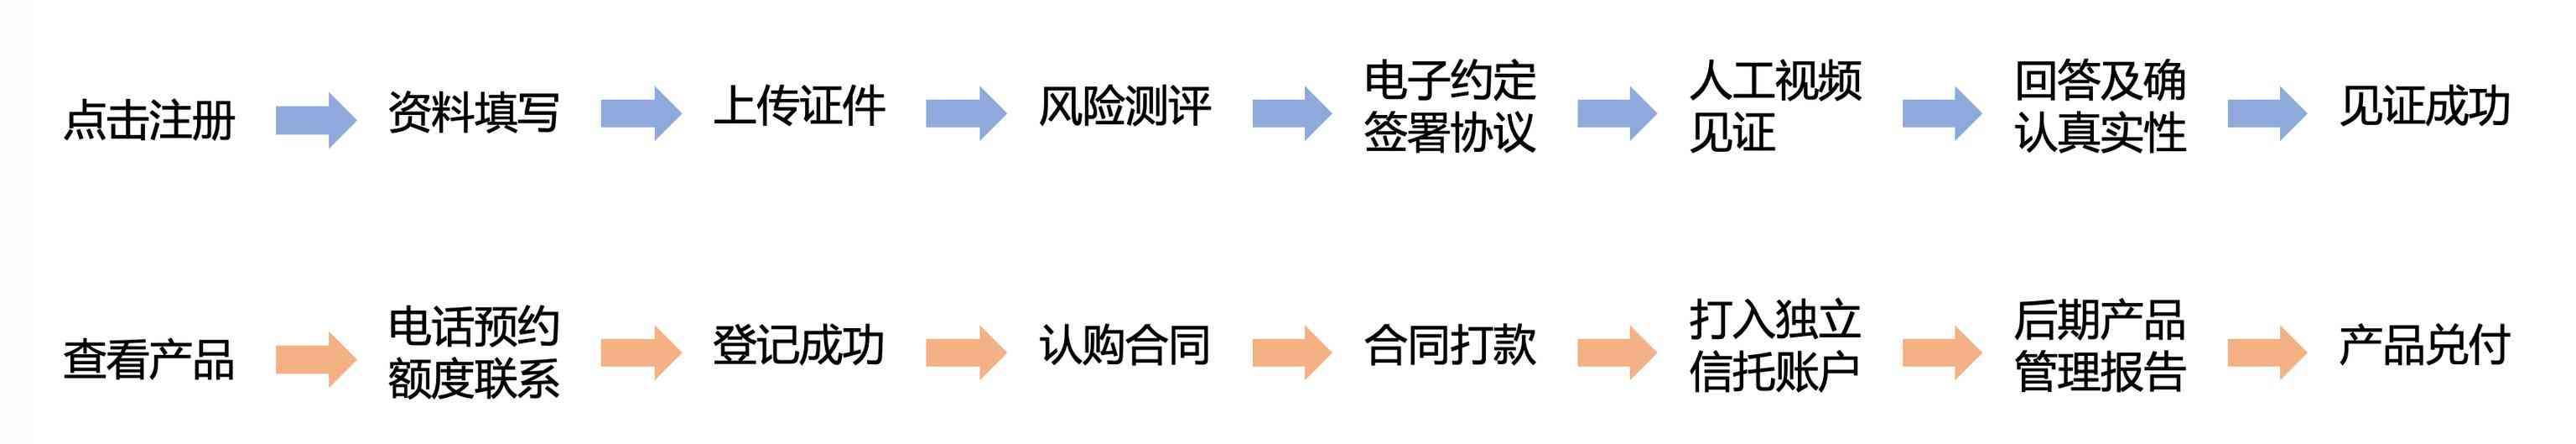 点击注册
资料填写
上传证件
风险测评
电子约定
签署协议
人工视频
见证
回答及确
认真实性
见证成功
查看产品
电话预约
额度联系
登记成功
认购合同
合同打款
打入独立
信托账户
后期产品
管理报告
产品兑付